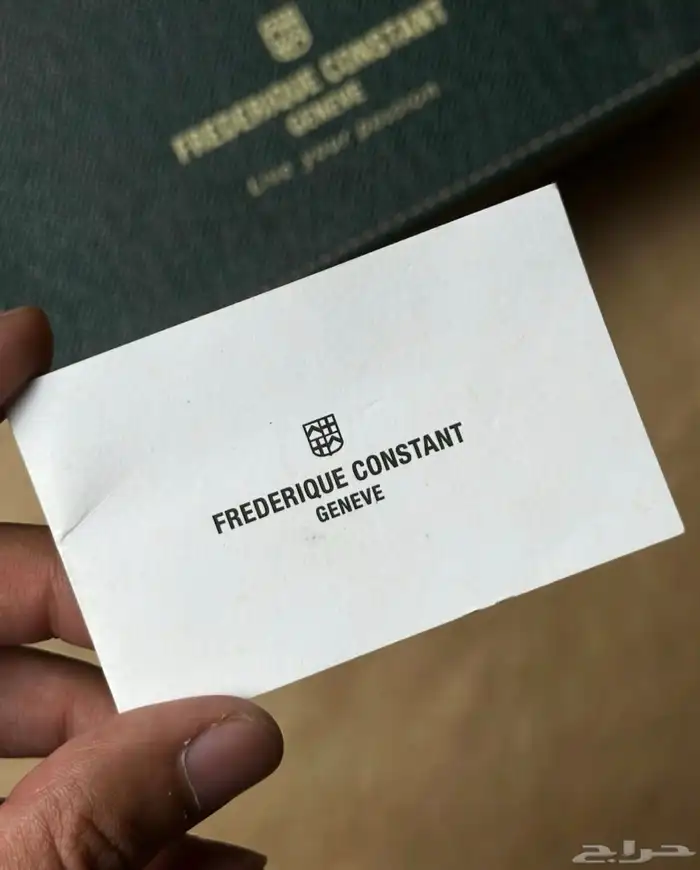 FREDERIQUE CONSTANT
GENEVE
Live your passion
FREDERIQUE CONSTANT
GENEVE
حراج